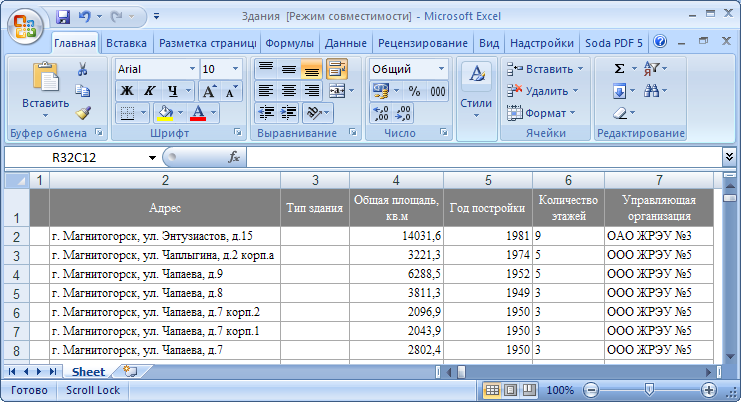 Здания [Режим совместимости] - Microsoft Excel
Главная Вставка Разметка страницы Формулы Данные Рецензирование Вид Надстройки Soda PDF 5
Arial 10 Общий Вставить Σ
Ж К Ч % 000 Удалить
Вставить А Стили Формат
Буфер обмена Шрифт Выравнивание Число Ячейки Редактирование
R32C12 fx
1 2 3 4 5 6 7
1 Адрес Тип здания Общая площадь, кв.м Год постройки Количество этажей Управляющая организация
2 г. Магнитогорск, ул. Энтузиастов, д.15 14031,6 1981 9 ОАО ЖРЭУ №3
3 г. Магнитогорск, ул. Чаплыгина, д.2 корп.а 3221,3 1974 5 ООО ЖРЭУ №5
4 г. Магнитогорск, ул. Чапаева, д.9 6288,5 1952 5 ООО ЖРЭУ №5
5 г. Магнитогорск, ул. Чапаева, д.8 3811,3 1949 3 ООО ЖРЭУ №5
6 г. Магнитогорск, ул. Чапаева, д.7 корп.2 2096,9 1950 3 ООО ЖРЭУ №5
7 г. Магнитогорск, ул. Чапаева, д.7 корп.1 2043,9 1950 3 ООО ЖРЭУ №5
8 г. Магнитогорск, ул. Чапаева, д.7 2802,4 1950 3 ООО ЖРЭУ №5
Sheet
Готово Scroll Lock 100%